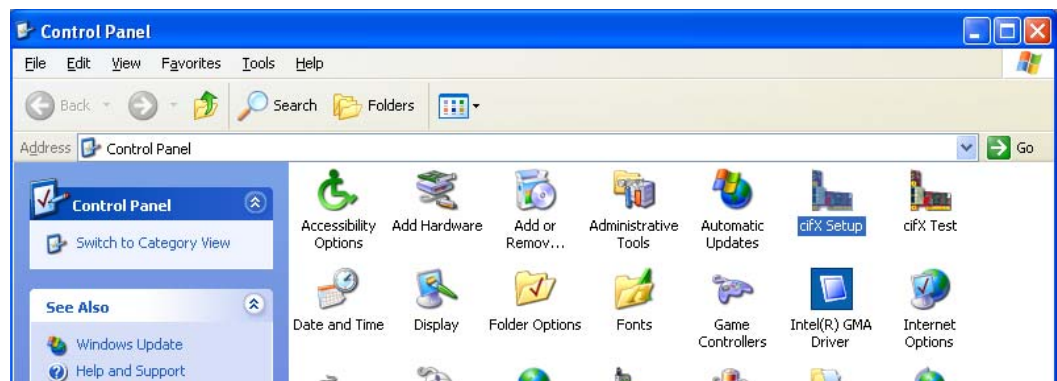 Control Panel
File Edit View Favorites Tools Help
Back Search Folders
Address Control Panel Go
Control Panel
Switch to Category View
See Also
Windows Update
Help and Support
Accessibility Options
Add Hardware
Add or Remov...
Administrative Tools
Automatic Updates
cifX Setup
cifX Test
Date and Time
Display
Folder Options
Fonts
Game Controllers
Intel(R) GMA Driver
Internet Options